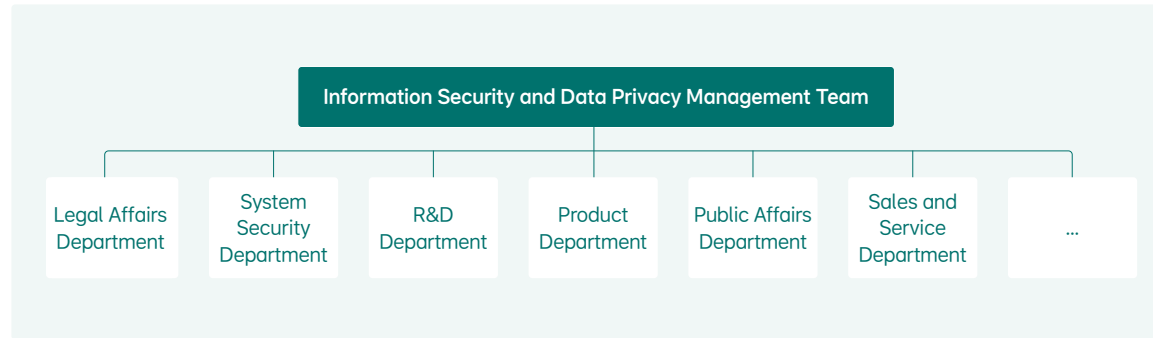 Information Security and Data Privacy Management Team
Legal Affairs
Department
System
Security
Department
R&D
Department
Product
Department
Public Affairs
Department
Sales and
Service
Department
...